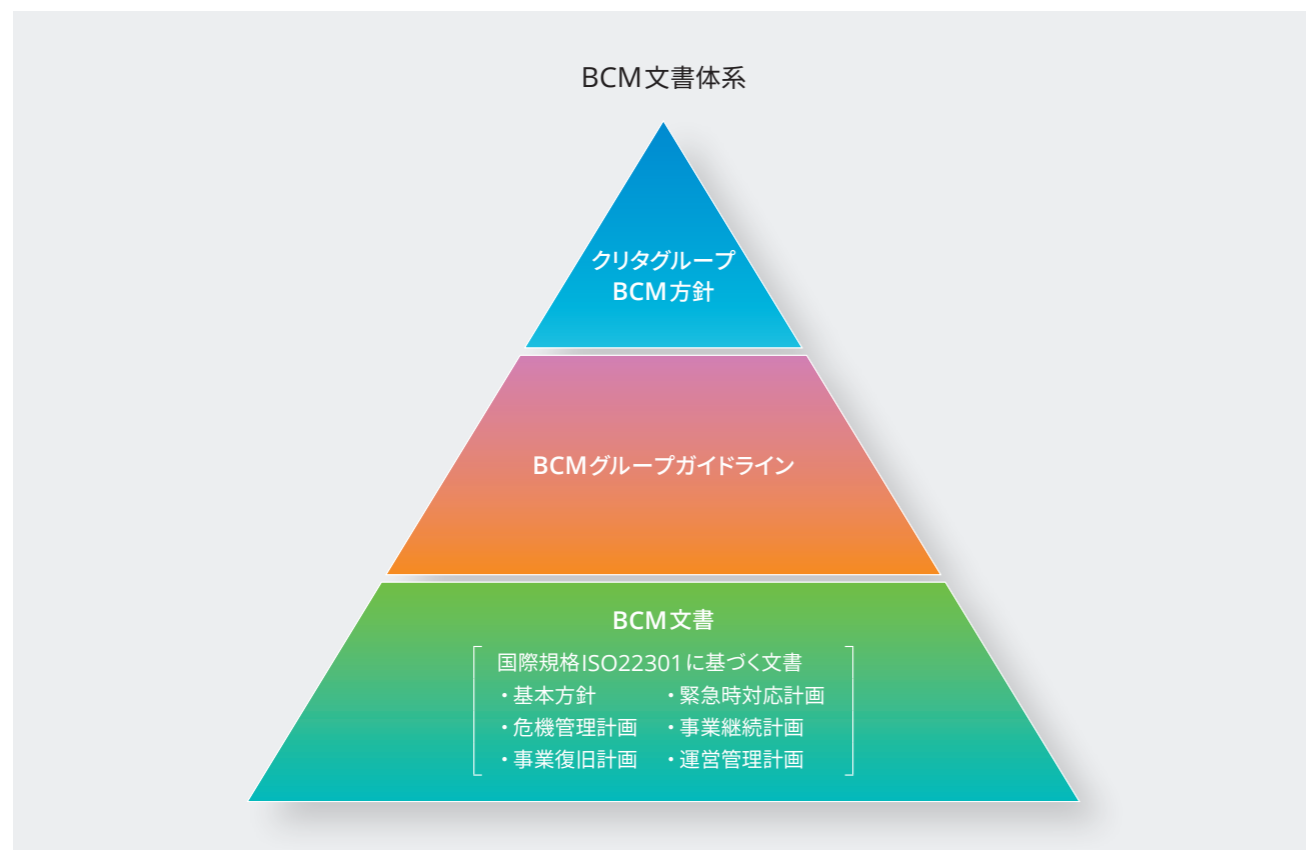 BCM文書体系
クリタグループ
BCM方針
BCMグループガイドライン
BCM文書
国際規格ISO22301に基づく文書
・基本方針 ・緊急時対応計画
・危機管理計画 ・事業継続計画
・事業復旧計画 ・運営管理計画